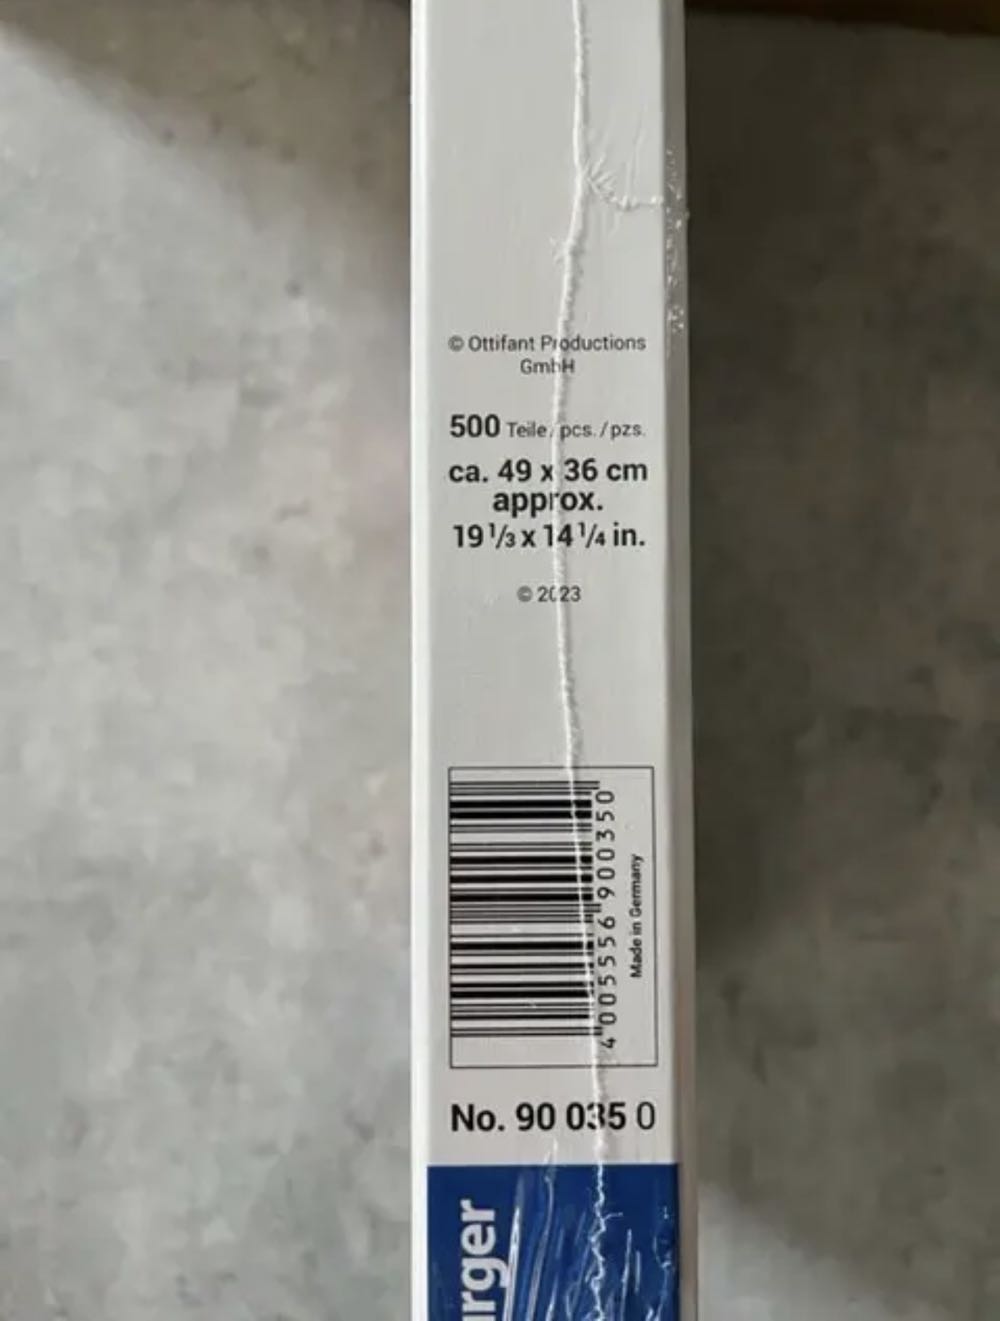 © Ottifant Productions
GmbH
500 Teile / pcs. / pzs.
ca. 49 x 36 cm
approx.
19 1/3 x 14 1/4 in.
© 2023
4 005556 900350
Made in Germany
No. 90 035 0
urger